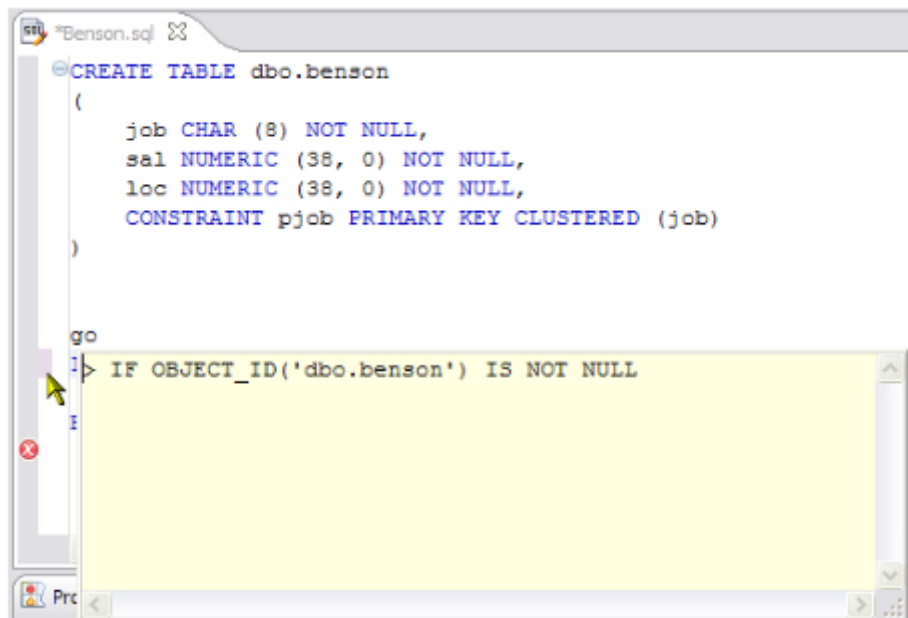 *Benson.sql
CREATE TABLE dbo.benson
(
    job CHAR (8) NOT NULL,
    sal NUMERIC (38, 0) NOT NULL,
    loc NUMERIC (38, 0) NOT NULL,
    CONSTRAINT pjob PRIMARY KEY CLUSTERED (job)
)
go
> IF OBJECT_ID('dbo.benson') IS NOT NULL